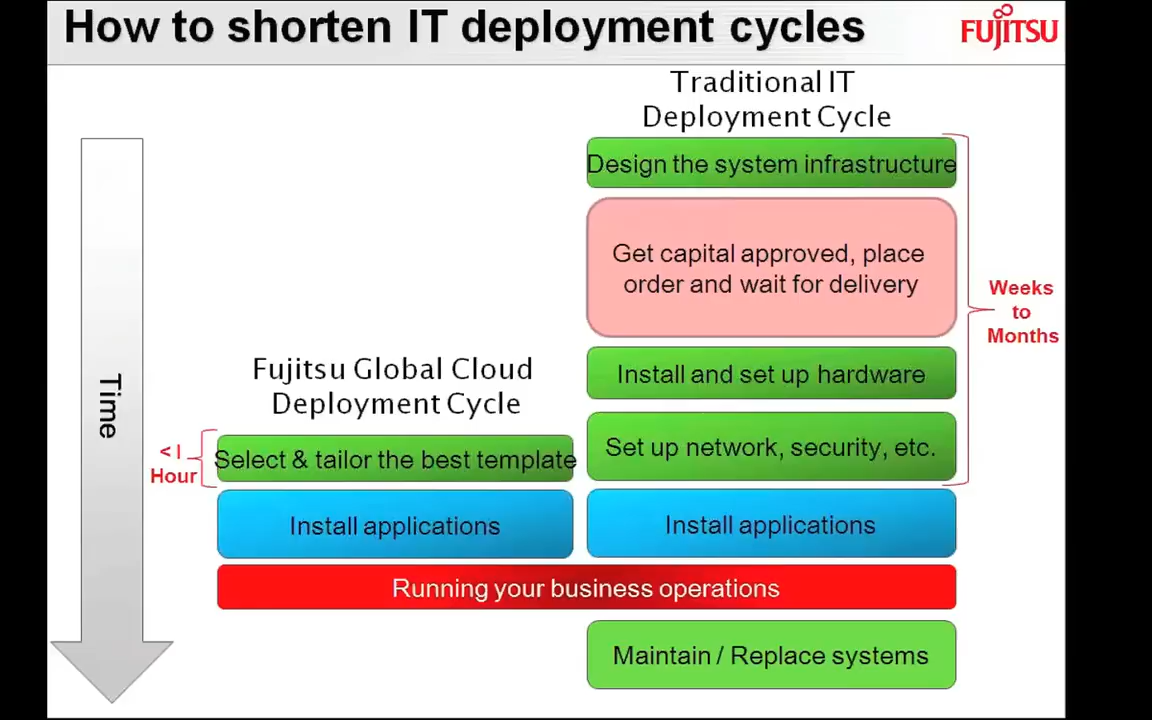 How to shorten IT deployment cycles
FUJITSU
Traditional IT
Deployment Cycle
Design the system infrastructure
Get capital approved, place
order and wait for delivery
Weeks
to
Months
Install and set up hardware
Set up network, security, etc.
Time
Fujitsu Global Cloud
Deployment Cycle
< I
Hour
Select & tailor the best template
Install applications
Install applications
Running your business operations
Maintain / Replace systems